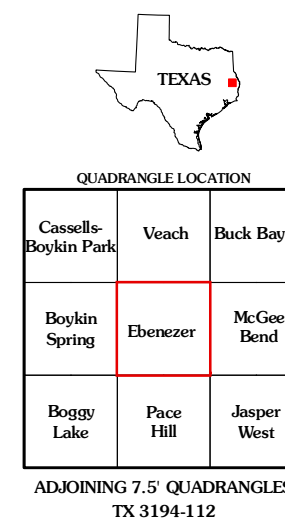 TEXAS
QUADRANGLE LOCATION
Cassells-
Boykin Park
Veach
Buck Bay
Boykin
Spring
Ebenezer
McGee
Bend
Boggy
Lake
Pace
Hill
Jasper
West
ADJOINING 7.5' QUADRANGLES
TX 3194-112